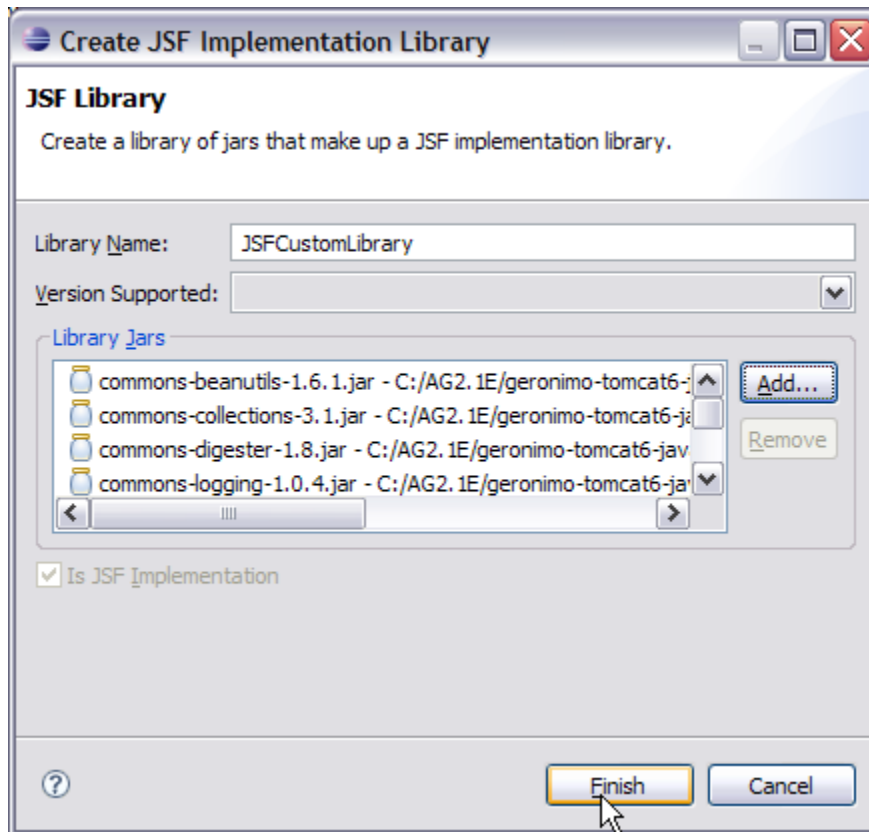 Create JSF Implementation Library
JSF Library
Create a library of jars that make up a JSF implementation library.
Library Name: JSFCustomLibrary
Version Supported:
Library Jars
commons-beanutils-1.6.1.jar - C:/AG2.1E/geronimo-tomcat6-j
Add...
commons-collections-3.1.jar - C:/AG2.1E/geronimo-tomcat6-ja
commons-digester-1.8.jar - C:/AG2.1E/geronimo-tomcat6-jav
Remove
commons-logging-1.0.4.jar - C:/AG2.1E/geronimo-tomcat6-jav
Is JSF Implementation
?
Finish Cancel